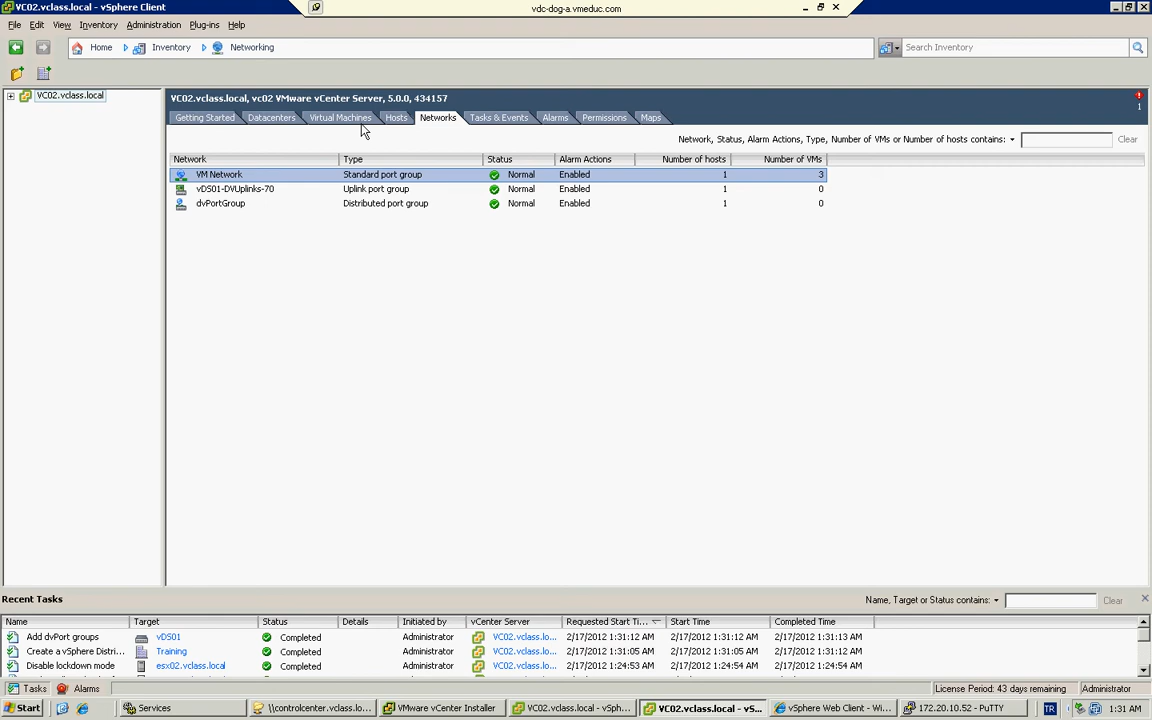 VC02.vclass.local - vSphere Client
vdc-dog-a.vmeduc.com
File Edit View Inventory Administration Plug-ins Help
Home Inventory Networking
Search Inventory
VC02.vclass.local
VC02.vclass.local, vc02 VMware vCenter Server, 5.0.0, 434157
1
Getting Started Datacenters Virtual Machines Hosts Networks Tasks & Events Alarms Permissions Maps
Network, Status, Alarm Actions, Type, Number of VMs or Number of hosts contains: Clear
Network Type Status Alarm Actions Number of hosts Number of VMs
VM Network Standard port group Normal Enabled 1 3
vDS01-DVUplinks-70 Uplink port group Normal Enabled 1 0
dvPortGroup Distributed port group Normal Enabled 1 0
Recent Tasks
Name, Target or Status contains: Clear
Name Target Status Details Initiated by vCenter Server Requested Start Ti... Start Time Completed Time
Add dvPort groups vDS01 Completed Administrator VC02.vclass.lo... 2/17/2012 1:31:12 AM 2/17/2012 1:31:12 AM 2/17/2012 1:31:13 AM
Create a vSphere Distri... Training Completed Administrator VC02.vclass.lo... 2/17/2012 1:31:05 AM 2/17/2012 1:31:05 AM 2/17/2012 1:31:12 AM
Disable lockdown mode esx02.vclass.local Completed Administrator VC02.vclass.lo... 2/17/2012 1:24:53 AM 2/17/2012 1:24:54 AM 2/17/2012 1:24:54 AM
Tasks Alarms License Period: 43 days remaining Administrator
Start Services \\controlcenter.vclass.lo... VMware vCenter Installer VC02.vclass.local - vSph... VC02.vclass.local - vS... vSphere Web Client - Wi... 172.20.10.52 - PuTTY TR 1:31 AM